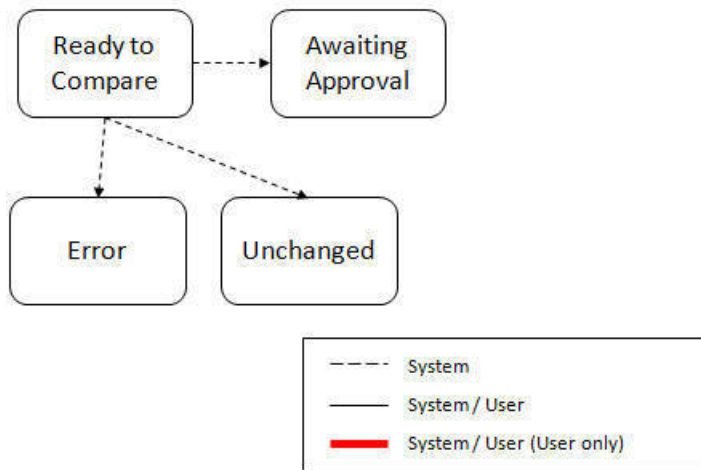 Ready to
Compare
Awaiting
Approval
Error
Unchanged
System
System / User
System / User (User only)